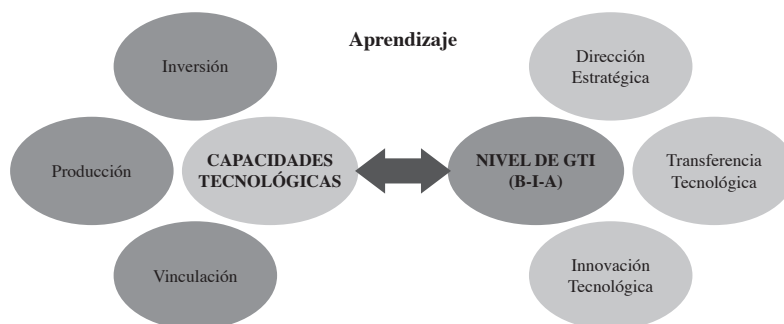 Aprendizaje
Inversión
Dirección
Estratégica
Producción
CAPACIDADES
TECNOLÓGICAS
NIVEL DE GTI
(B-I-A)
Transferencia
Tecnológica
Vinculación
Innovación
Tecnológica